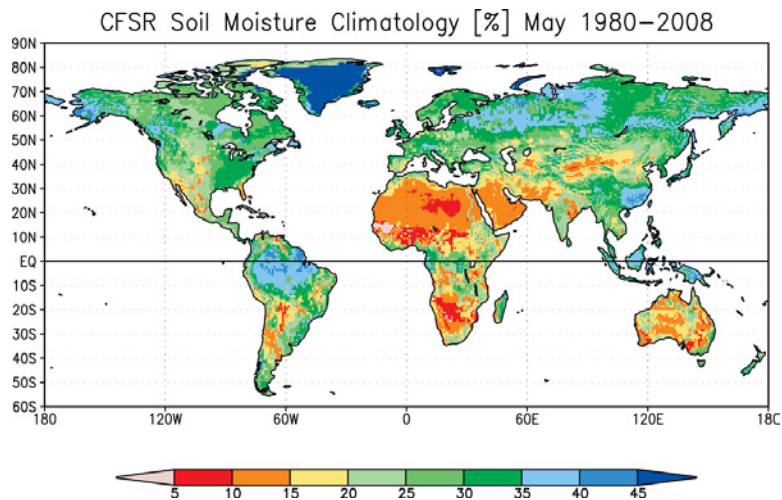 CFSR Soil Moisture Climatology [%] May 1980–2008
90N
80N
70N
60N
50N
40N
30N
20N
10N
EQ
10S
20S
30S
40S
50S
60S
180 120W 60W 0 60E 120E 180
5 10 15 20 25 30 35 40 45